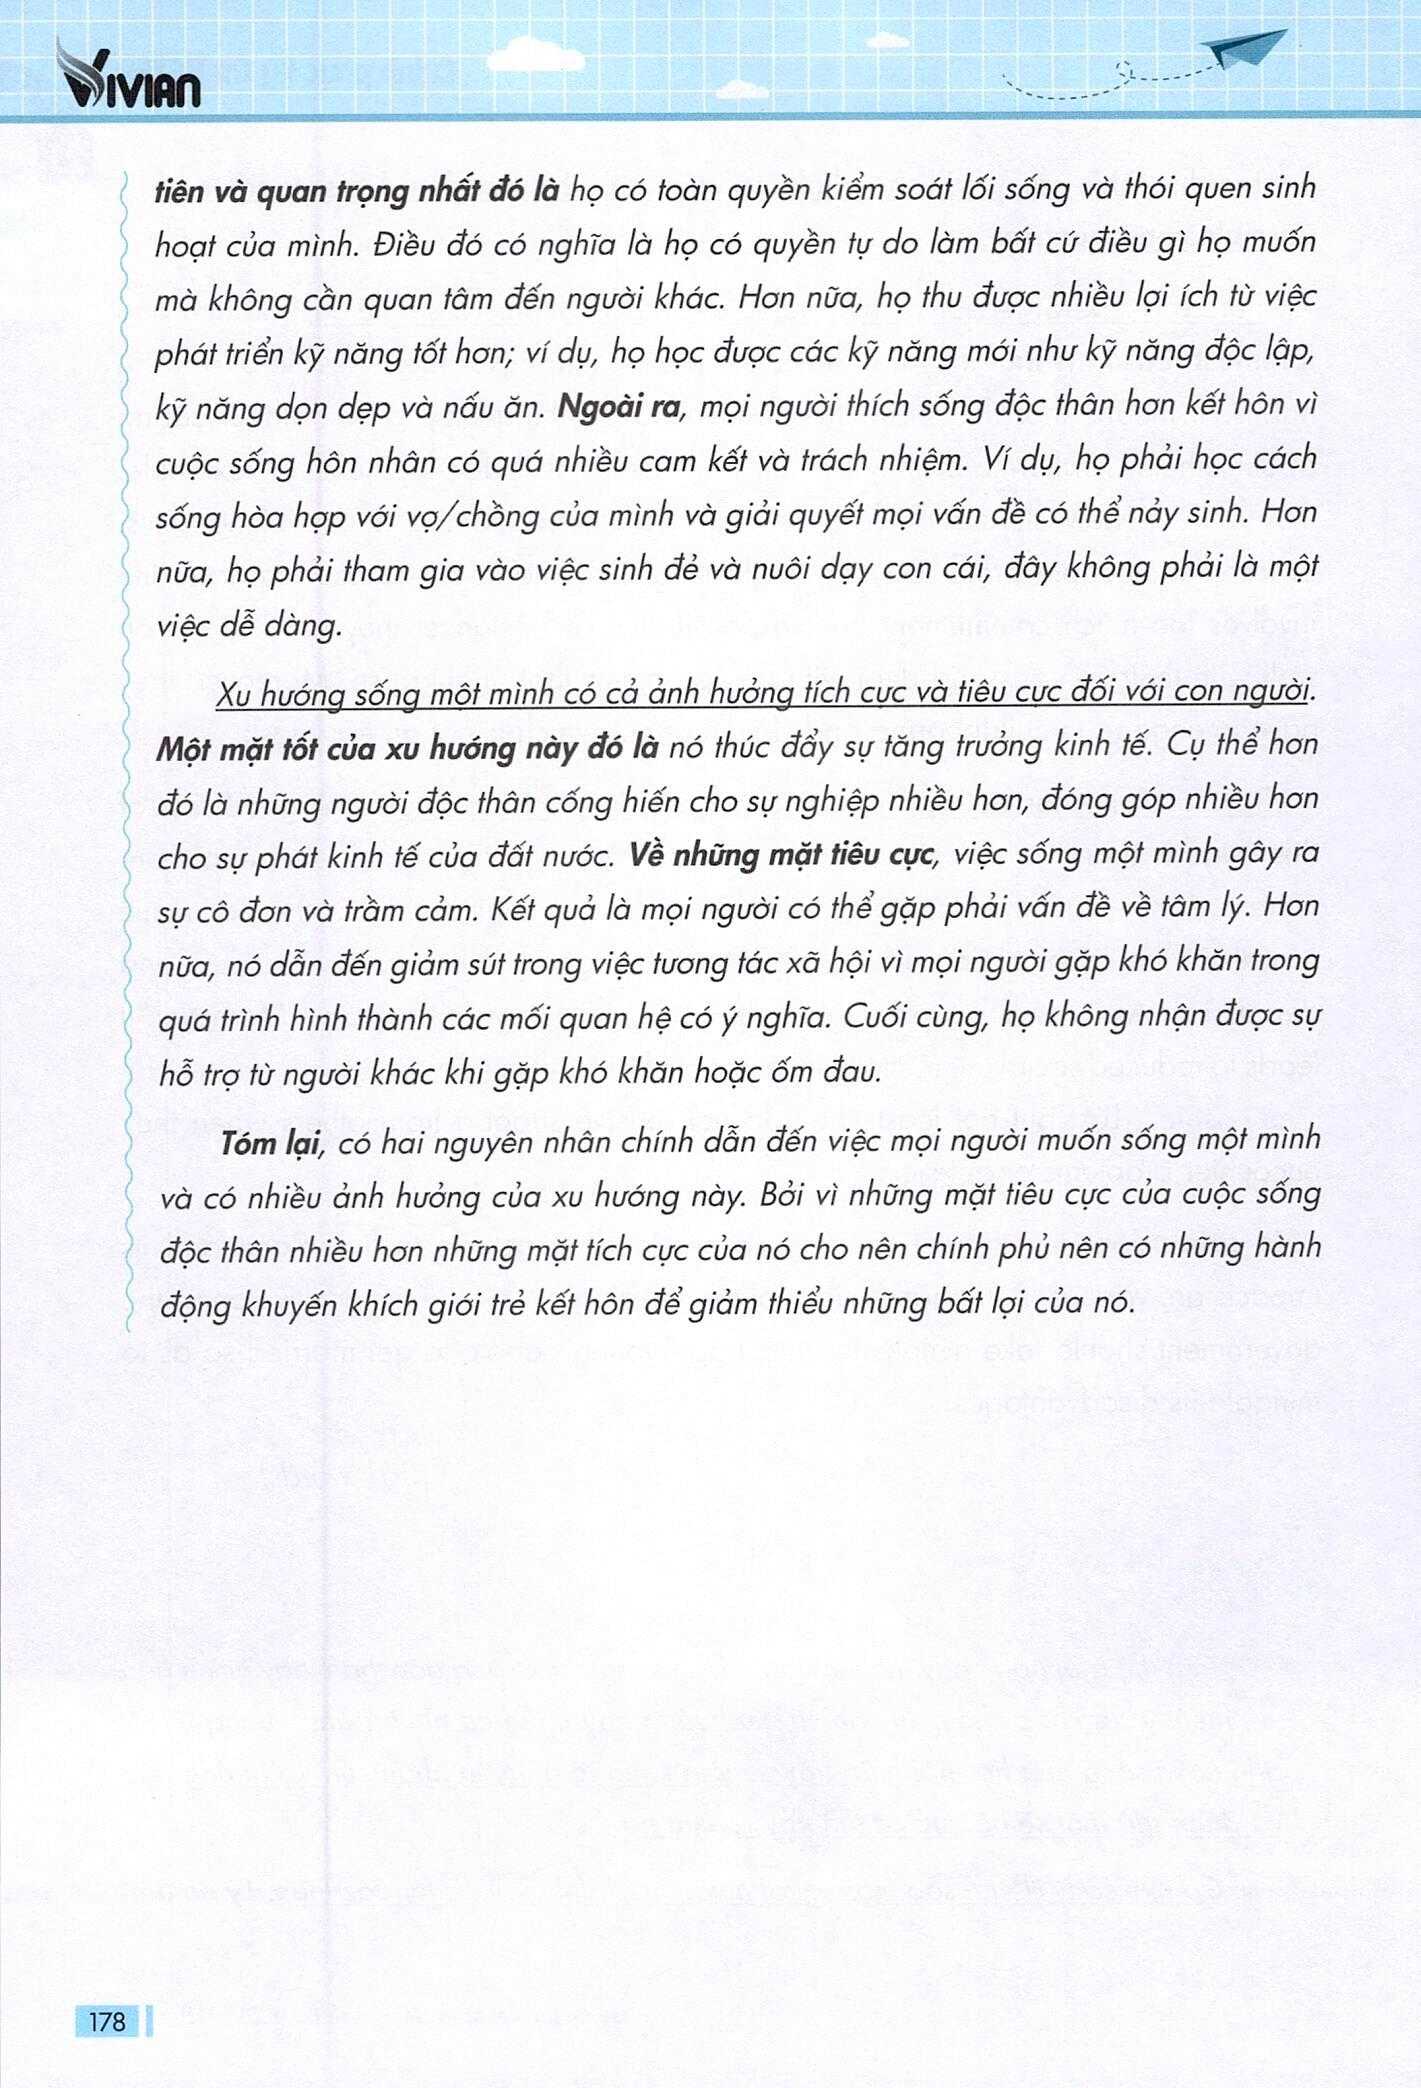 VIVIAN
tiên và quan trọng nhất đó là họ có toàn quyền kiểm soát lối sống và thói quen sinh
hoạt của mình. Điều đó có nghĩa là họ có quyền tự do làm bất cứ điều gì họ muốn
mà không cần quan tâm đến người khác. Hơn nữa, họ thu được nhiều lợi ích từ việc
phát triển kỹ năng tốt hơn; ví dụ, họ học được các kỹ năng mới như kỹ năng độc lập,
kỹ năng dọn dẹp và nấu ăn. Ngoài ra, mọi người thích sống độc thân hơn kết hôn vì
cuộc sống hôn nhân có quá nhiều cam kết và trách nhiệm. Ví dụ, họ phải học cách
sống hòa hợp với vợ/chồng của mình và giải quyết mọi vấn đề có thể nảy sinh. Hơn
nữa, họ phải tham gia vào việc sinh đẻ và nuôi dạy con cái, đây không phải là một
việc dễ dàng.
Xu hướng sống một mình có cả ảnh hưởng tích cực và tiêu cực đối với con người.
Một mặt tốt của xu hướng này đó là nó thúc đẩy sự tăng trưởng kinh tế. Cụ thể hơn
đó là những người độc thân cống hiến cho sự nghiệp nhiều hơn, đóng góp nhiều hơn
cho sự phát kinh tế của đất nước. Về những mặt tiêu cực, việc sống một mình gây ra
sự cô đơn và trầm cảm. Kết quả là mọi người có thể gặp phải vấn đề về tâm lý. Hơn
nữa, nó dẫn đến giảm sút trong việc tương tác xã hội vì mọi người gặp khó khăn trong
quá trình hình thành các mối quan hệ có ý nghĩa. Cuối cùng, họ không nhận được sự
hỗ trợ từ người khác khi gặp khó khăn hoặc ốm đau.
Tóm lại, có hai nguyên nhân chính dẫn đến việc mọi người muốn sống một mình
và có nhiều ảnh hưởng của xu hướng này. Bởi vì những mặt tiêu cực của cuộc sống
độc thân nhiều hơn những mặt tích cực của nó cho nên chính phủ nên có những hành
động khuyến khích giới trẻ kết hôn để giảm thiểu những bất lợi của nó.
178